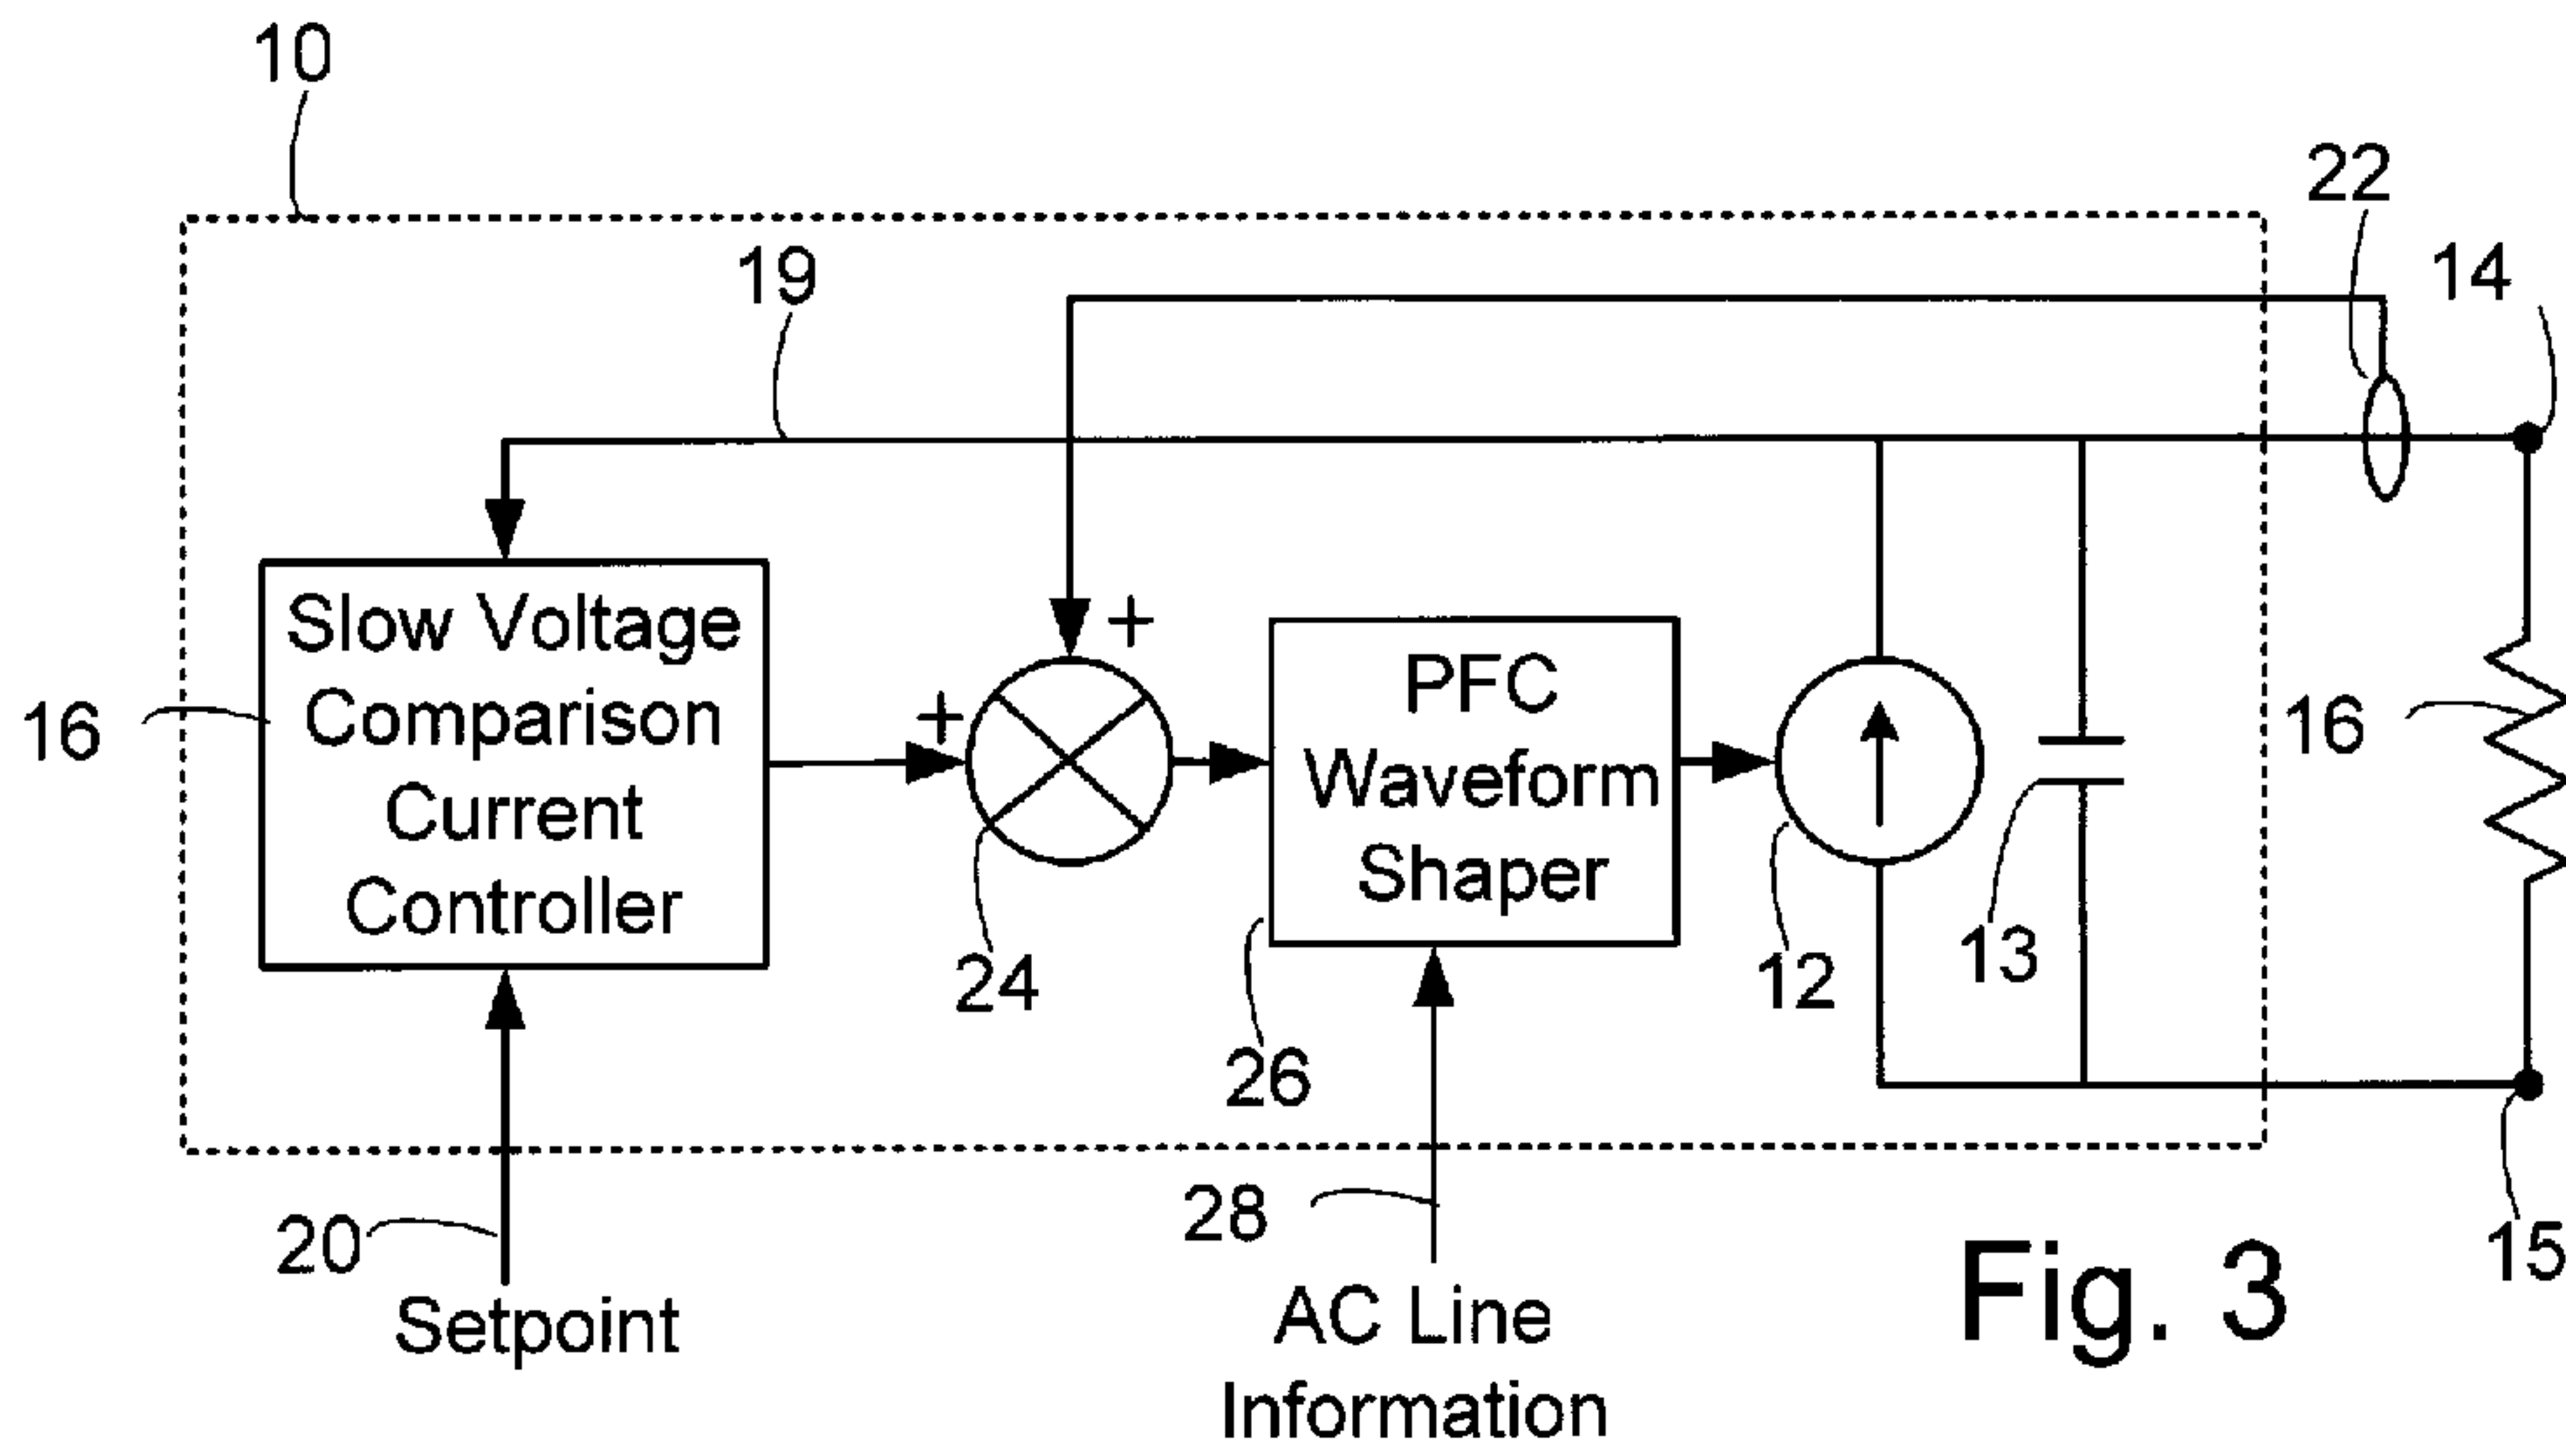 10
22
19
14
+
Slow Voltage
Comparison
Current
Controller
16
+
PFC
Waveform
Shaper
16
24
26
12
13
20
Setpoint
28
AC Line
Information
15
Fig. 3